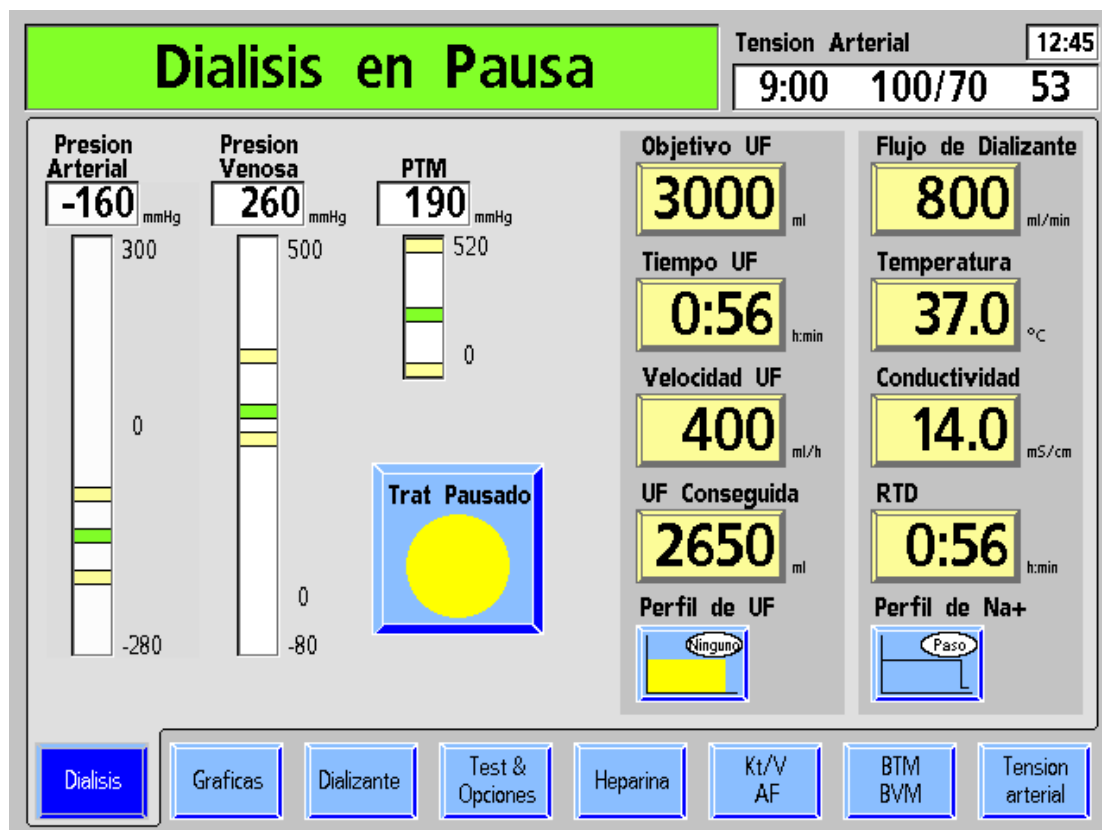 Dialisis en Pausa
Tension Arterial
12:45
9:00 100/70 53
Presion
Arterial
-160 mmHg
300
0
-280
Presion
Venosa
260 mmHg
500
0
-80
PTM
190 mmHg
520
0
Trat Pausado
Objetivo UF
3000 ml
Tiempo UF
0:56 h:min
Velocidad UF
400 ml/h
UF Conseguida
2650 ml
Perfil de UF
Ninguno
Flujo de Dializante
800 ml/min
Temperatura
37.0 °C
Conductividad
14.0 mS/cm
RTD
0:56 h:min
Perfil de Na+
Paso
Dialisis
Graficas
Dializante
Test &
Opciones
Heparina
Kt/V
AF
BTM
BVM
Tension
arterial